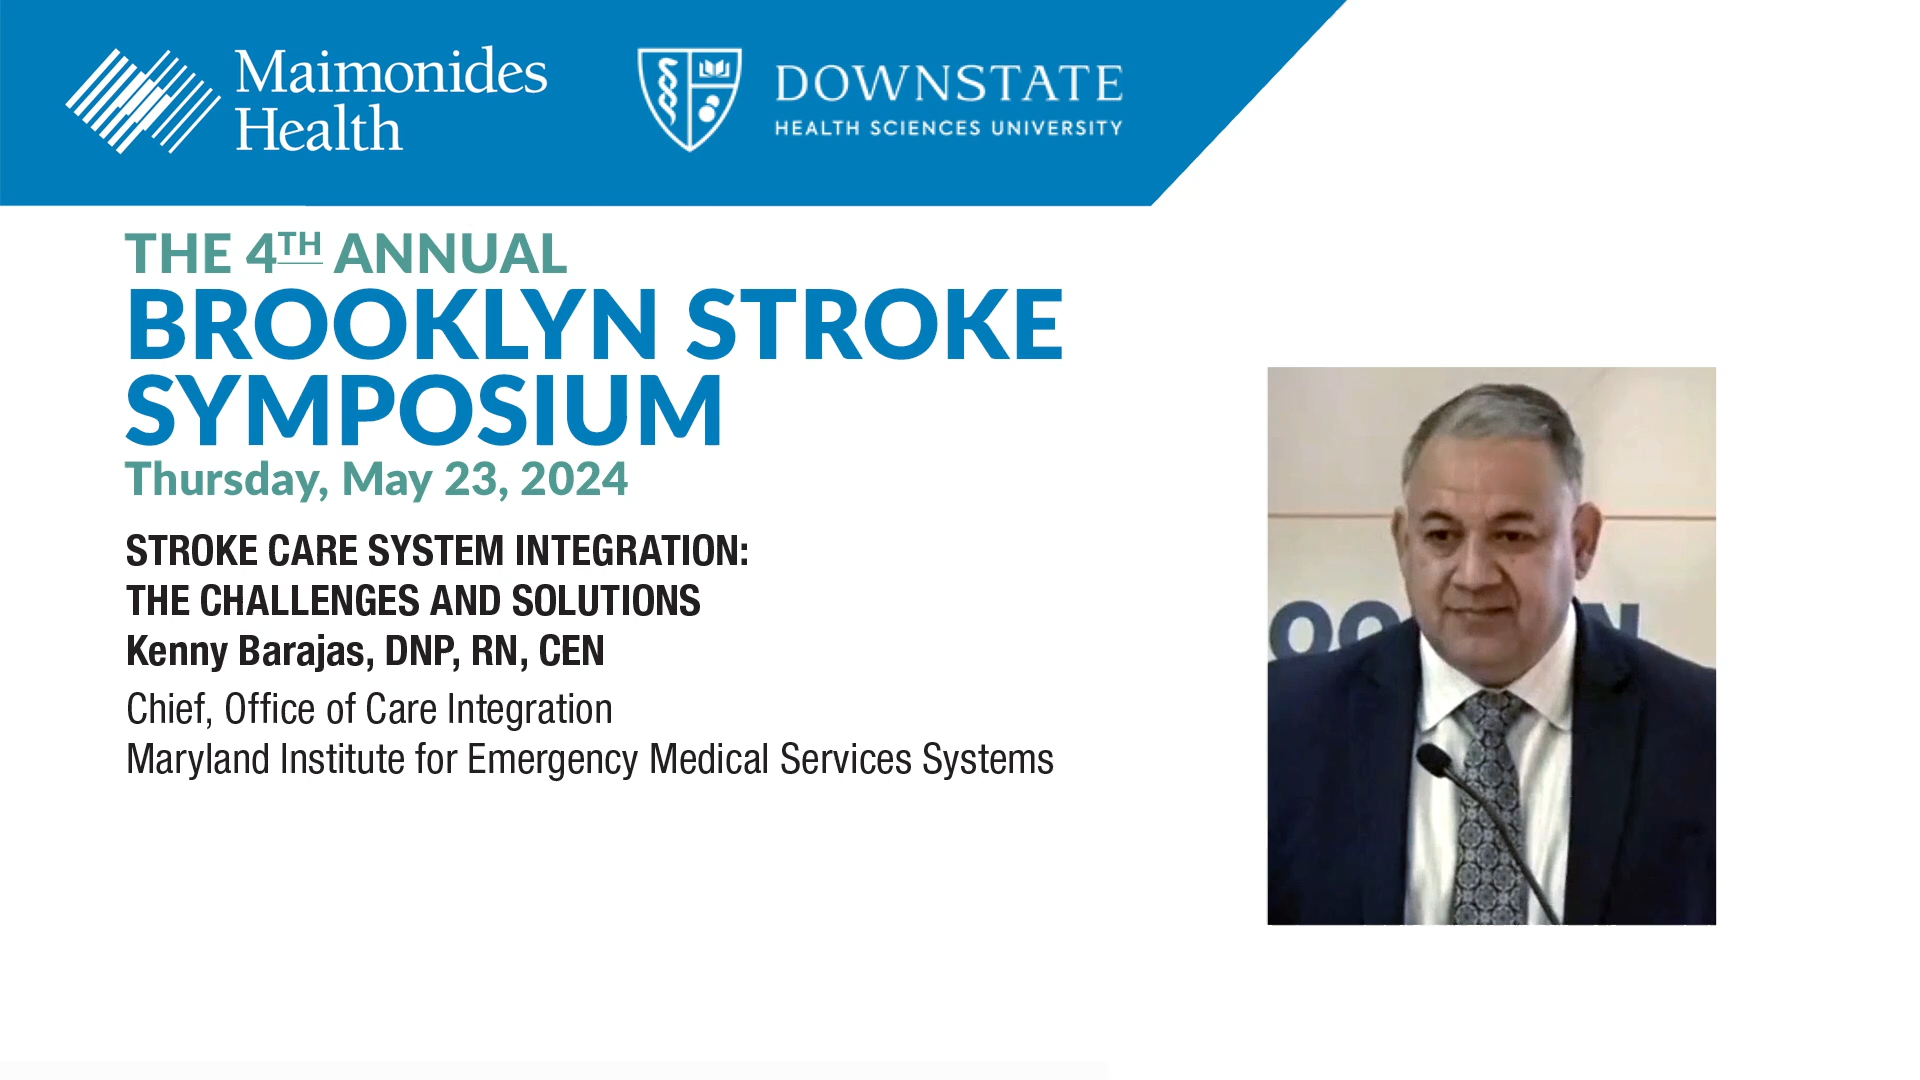 Maimonides
Health
DOWNSTATE
HEALTH SCIENCES UNIVERSITY
THE 4TH ANNUAL
BROOKLYN STROKE
SYMPOSIUM
Thursday, May 23, 2024
STROKE CARE SYSTEM INTEGRATION:
THE CHALLENGES AND SOLUTIONS
Kenny Barajas, DNP, RN, CEN
Chief, Office of Care Integration
Maryland Institute for Emergency Medical Services Systems